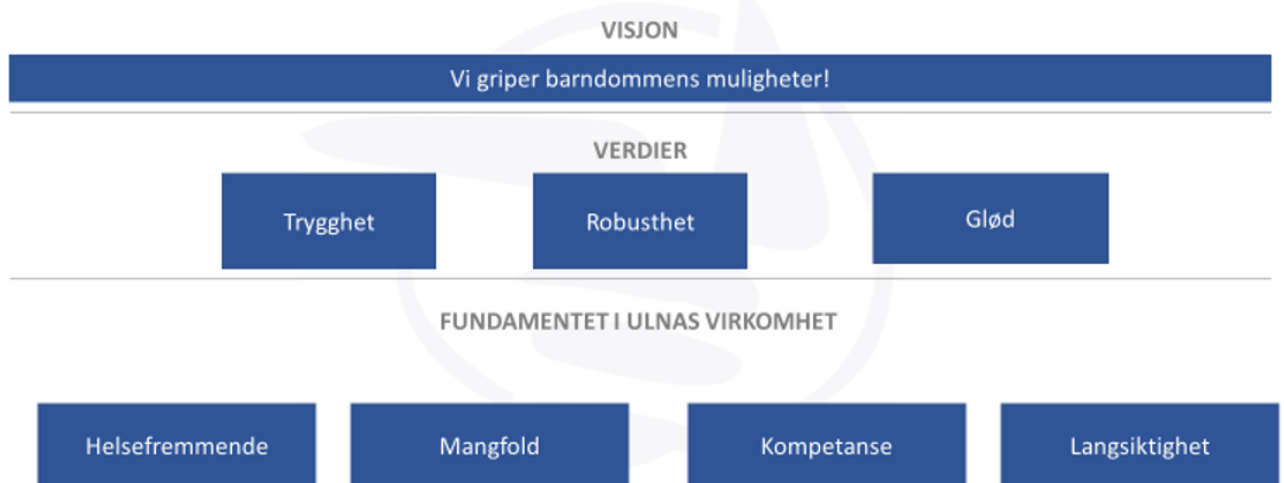 VISJON
Vi griper barndommens muligheter!
VERDIER
Trygghet
Robusthet
Glød
FUNDAMENTET I ULNAS VIRKOMHET
Helsefremmende
Mangfold
Kompetanse
Langsiktighet